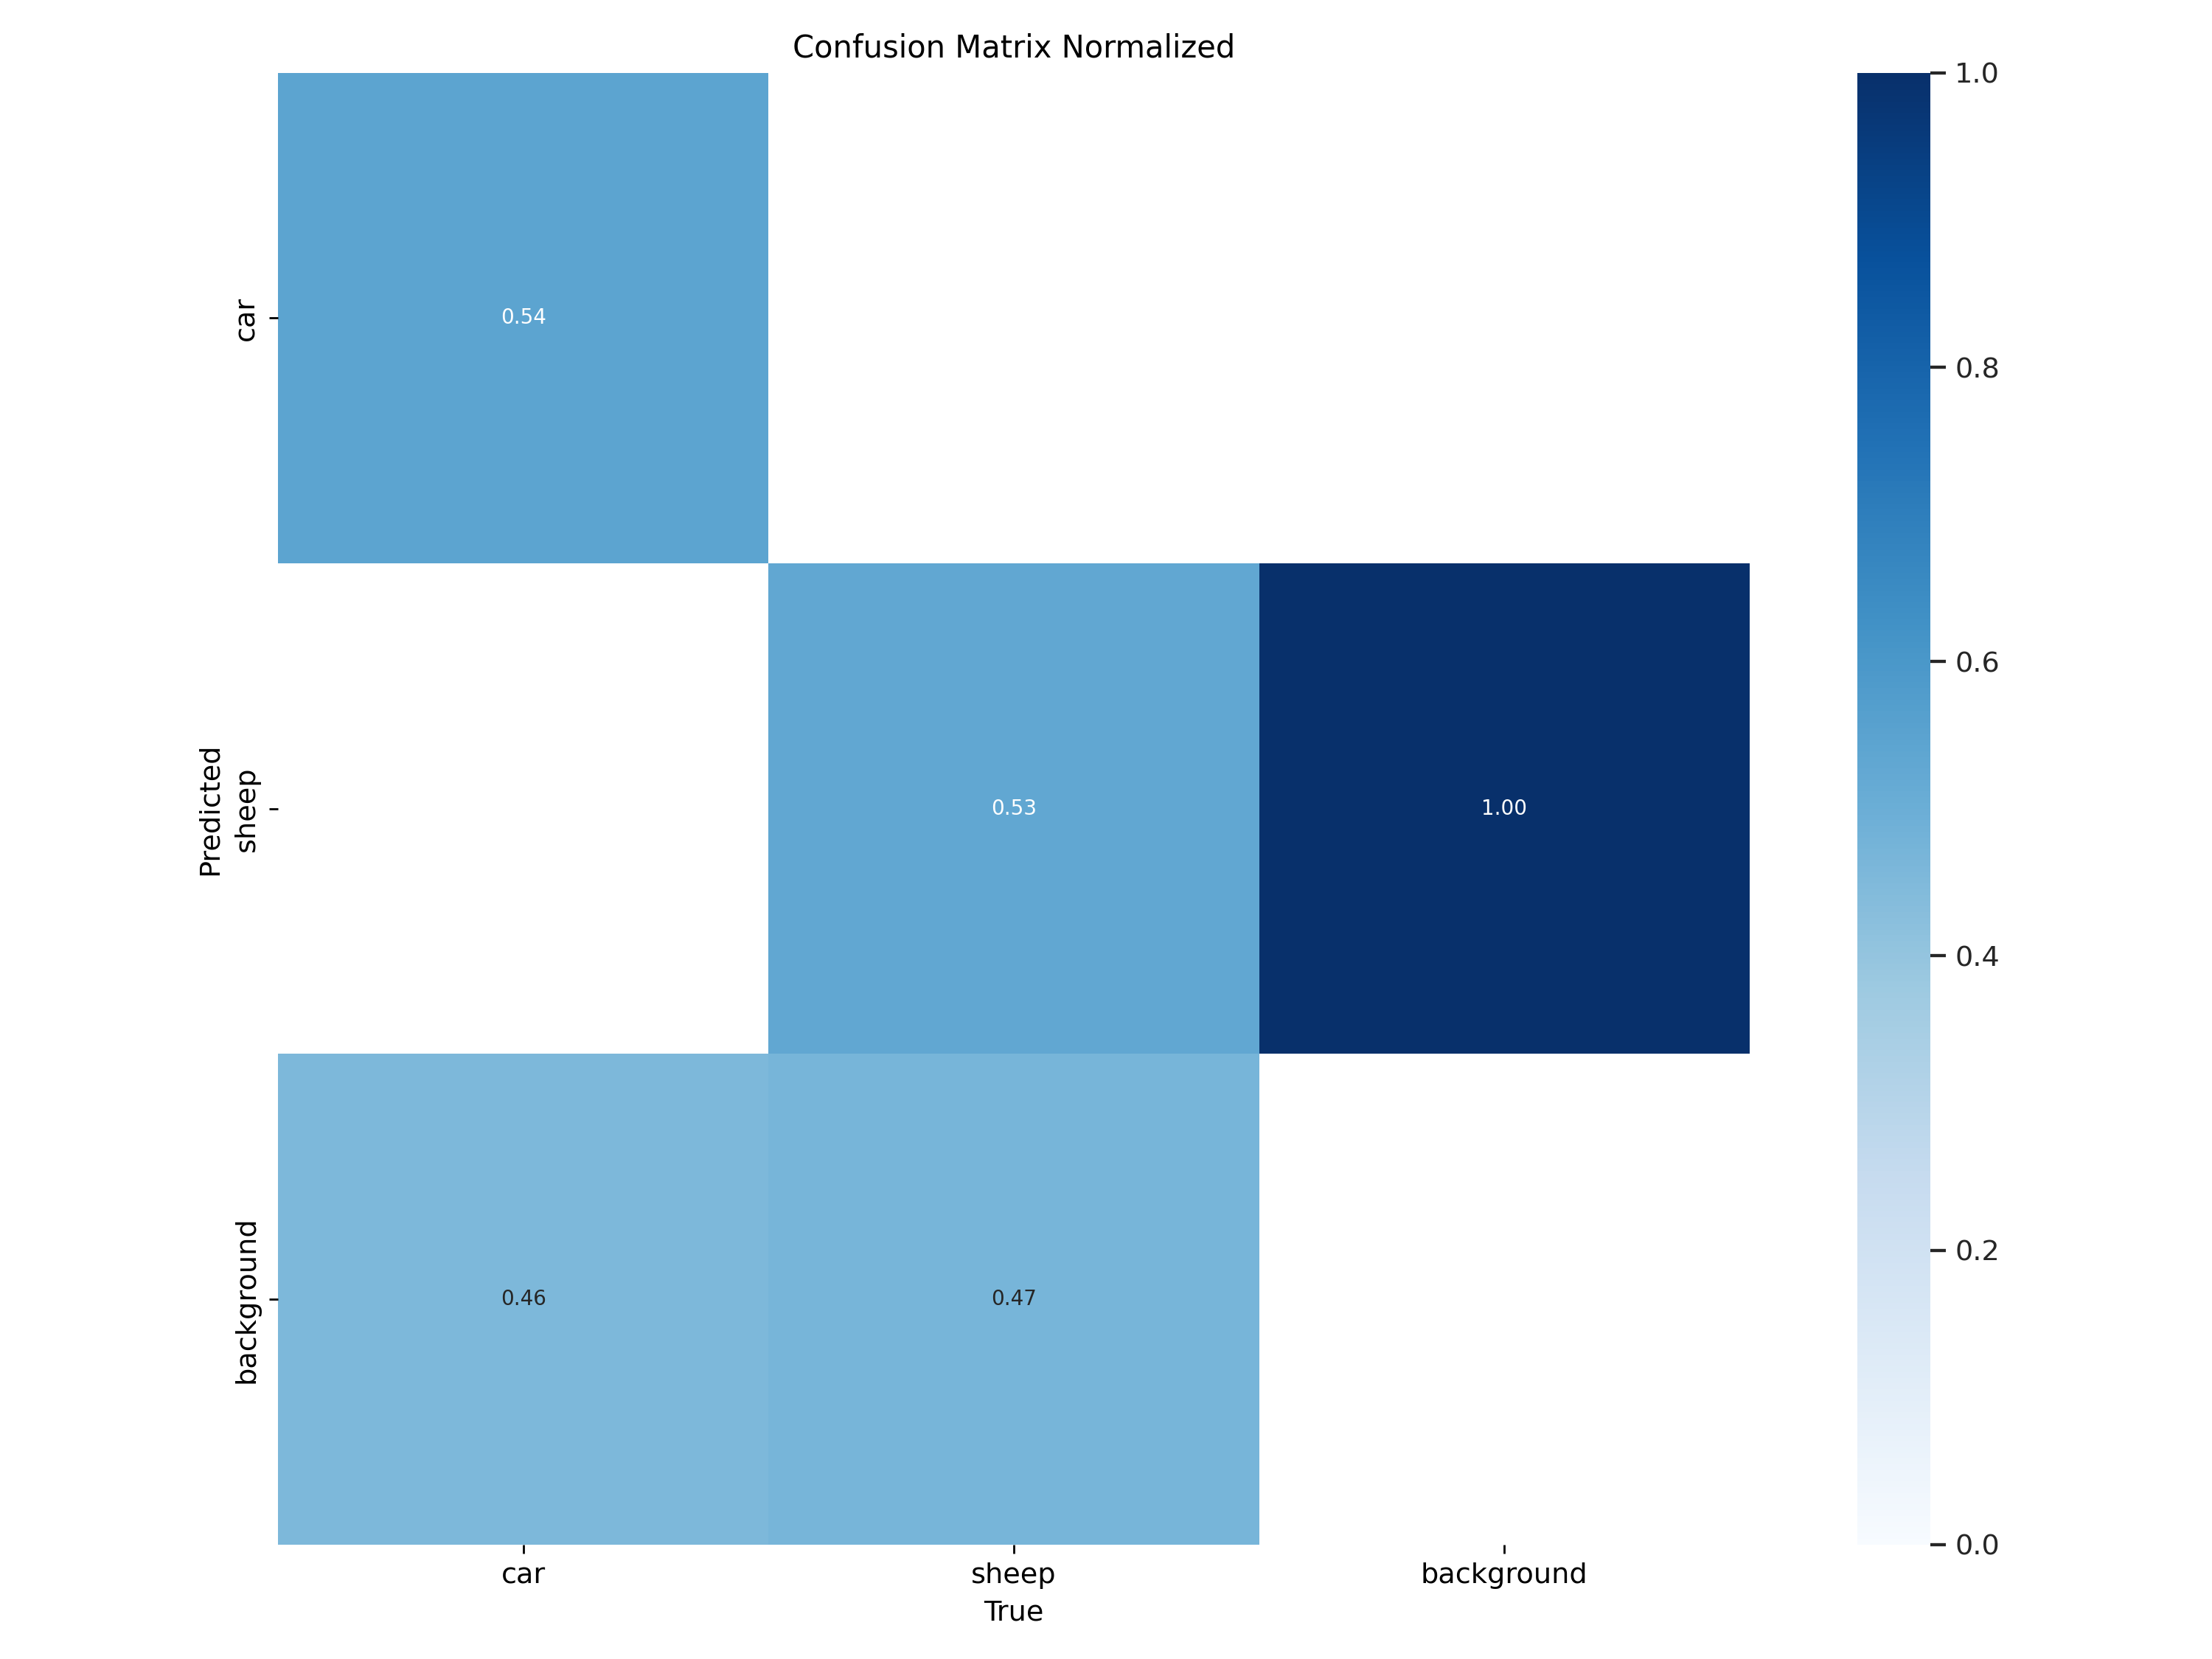 Confusion Matrix Normalized
1.0
0.8
0.6
0.4
0.2
0.0
Predicted
car
sheep
background
0.54
0.53
1.00
0.46
0.47
car
sheep
background
True